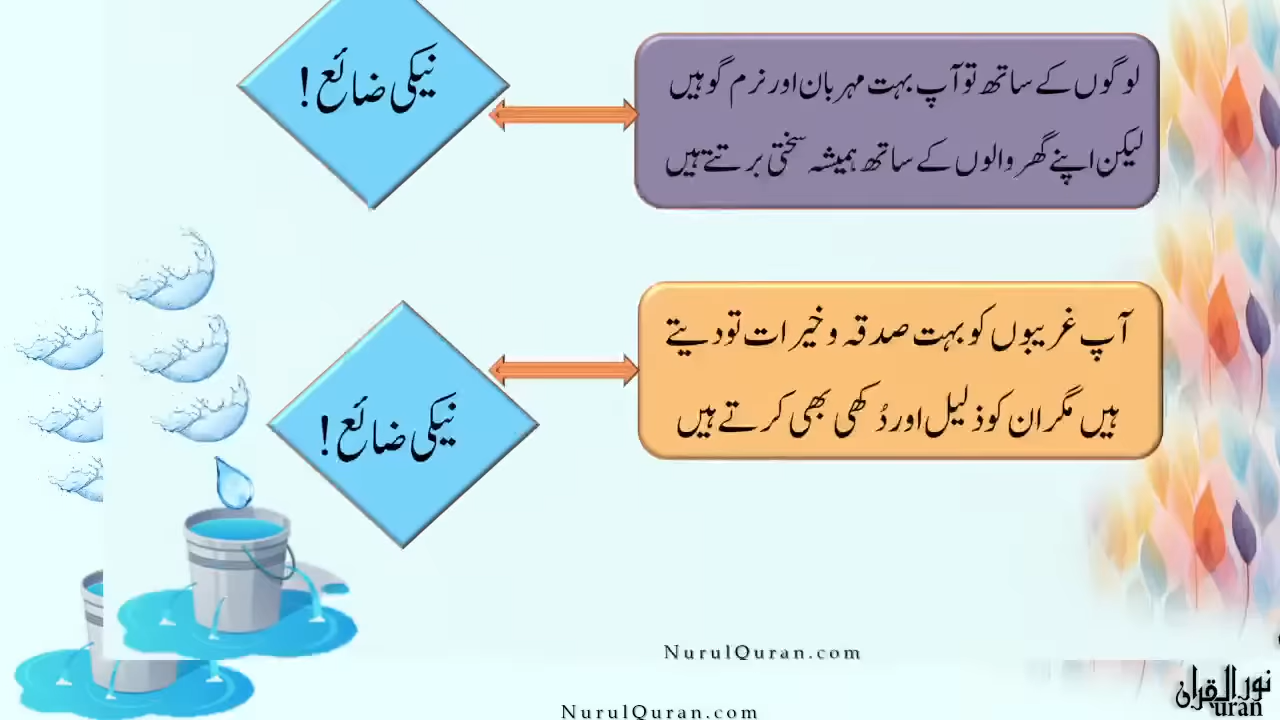 لوگوں کے ساتھ تو آپ بہت مہربان اور نرم گو ہیں
لیکن اپنے گھر والوں کے ساتھ ہمیشہ سختی برتتے ہیں
نیکی ضائع!
آپ غریبوں کو بہت صدقہ و خیرات تو دیتے
ہیں مگر ان کو ذلیل اور دُکھی بھی کرتے ہیں
نیکی ضائع!
NurulQuran.com
نور القرآن
uran
NurulQuran.com